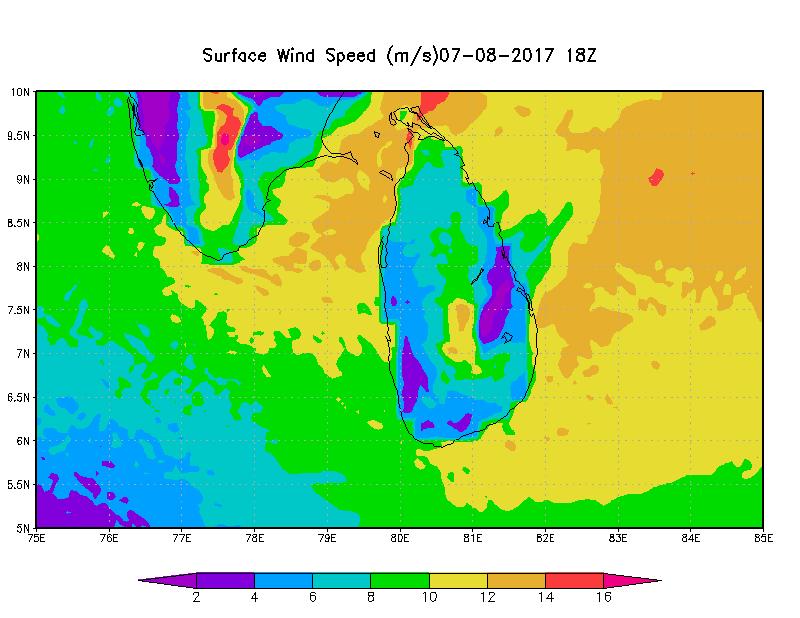 Surface Wind Speed (m/s)07-08-2017 18Z
10N
9.5N
9N
8.5N
8N
7.5N
7N
6.5N
6N
5.5N
5N
75E 76E 77E 78E 79E 80E 81E 82E 83E 84E 85E
2 4 6 8 10 12 14 16